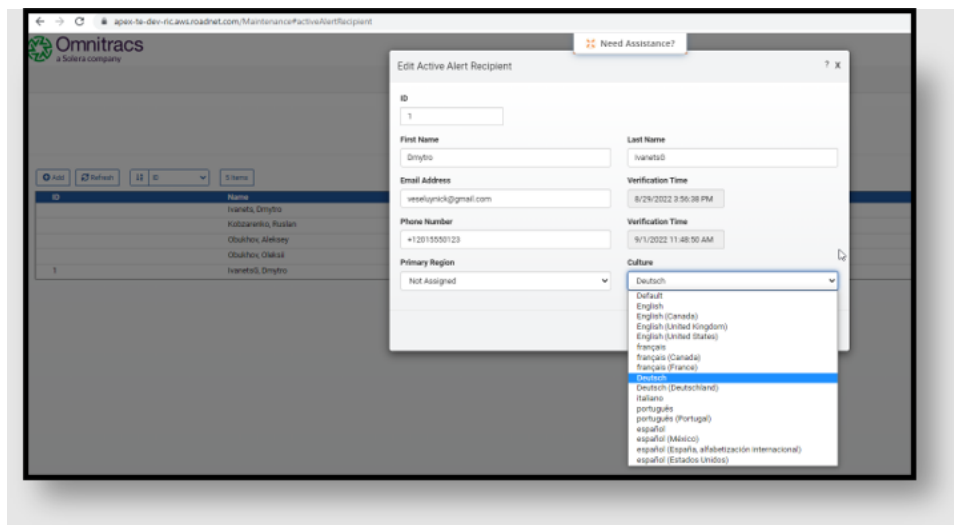 apex-te-dev-ric.aws.roadnet.com/Maintenance#activeAlertRecipient
Omnitracs
a Solera company
Need Assistance?
Edit Active Alert Recipient
? X
ID
1
First Name
Last Name
Dmytro
IvanetsG
Email Address
Verification Time
veseluynick@gmail.com
8/29/2022 3:56:38 PM
Phone Number
Verification Time
+12015550123
9/1/2022 11:48:50 AM
Primary Region
Culture
Not Assigned
Deutsch
Default
English
English (Canada)
English (United Kingdom)
English (United States)
français
français (Canada)
français (France)
Deutsch
Deutsch (Deutschland)
italiano
português
português (Portugal)
español
español (México)
español (España, alfabetización internacional)
español (Estados Unidos)
Add
Refresh
ID
5 items
ID
Name
Ivanets, Dmytro
Kobzarenko, Ruslan
Obukhov, Aleksey
Obukhov, Oleksii
1
IvanetsG, Dmytro